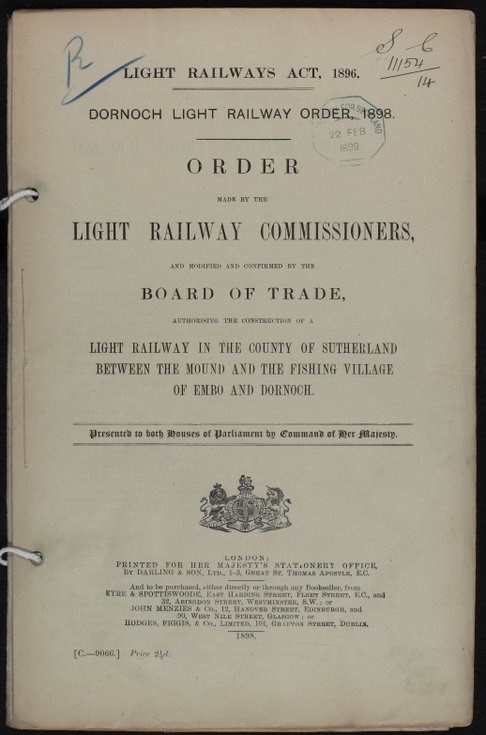 R
S C
11154
14
LIGHT RAILWAYS ACT, 1896.
DORNOCH LIGHT RAILWAY ORDER, 1898.
22 FEB
1899
ORDER
MADE BY THE
LIGHT RAILWAY COMMISSIONERS,
AND MODIFIED AND CONFIRMED BY THE
BOARD OF TRADE,
AUTHORISING THE CONSTRUCTION OF A
LIGHT RAILWAY IN THE COUNTY OF SUTHERLAND
BETWEEN THE MOUND AND THE FISHING VILLAGE
OF EMBO AND DORNOCH.
Presented to both Houses of Parliament by Command of Her Majesty.
LONDON:
PRINTED FOR HER MAJESTY'S STATIONERY OFFICE,
BY DARLING & SON, LTD., 1-3, GREAT ST. THOMAS APOSTLE, E.C.
And to be purchased, either directly or through any Bookseller, from
EYRE & SPOTTISWOODE, EAST HARDING STREET, FLEET STREET, E.C., and
32, ABINGDON STREET, WESTMINSTER, S.W.; or
JOHN MENZIES & Co., 12, HANOVER STREET, EDINBURGH, and
90, WEST NILE STREET, GLASGOW; or
HODGES, FIGGIS, & Co., LIMITED, 104, GRAFTON STREET, DUBLIN.
1898.
[C.—9066.] Price 2½d.